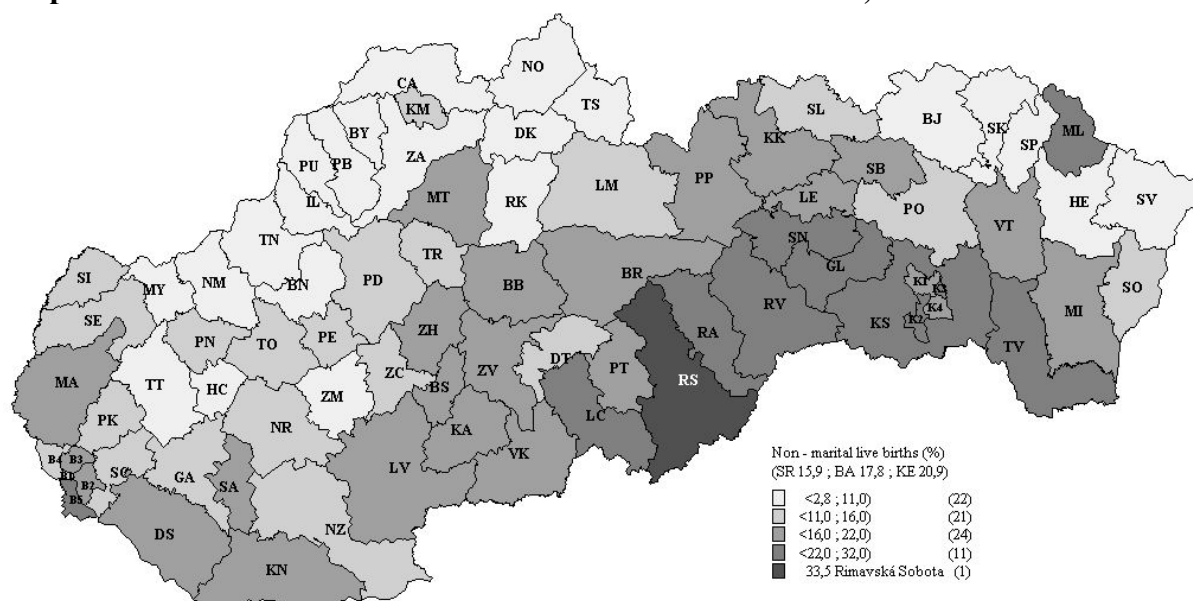 NO
CA
KM
TS
SL
BJ
SK
ML
BY
DK
KK
SP
PU
PB
ZA
SB
IL
MT
RK
LM
PP
LE
PO
HE
SV
VT
TN
TR
SN
SI
MY
NM
BN
PD
BB
BR
GL
K1
K3
SO
SE
PN
TO
PE
ZH
RV
KS
K2
K4
MI
MA
TT
HC
ZM
ZC
BS
ZV
DT
PT
RS
RA
TV
PK
NR
KA
LC
B4
B3
SC
GA
SA
LV
VK
B1
B2
B5
DS
NZ
KN
Non - marital live births (%)
(SR 15,9 ; BA 17,8 ; KE 20,9)
<2,8 ; 11,0) (22)
<11,0 ; 16,0) (21)
<16,0 ; 22,0) (24)
<22,0 ; 32,0) (11)
33,5 Rimavská Sobota (1)